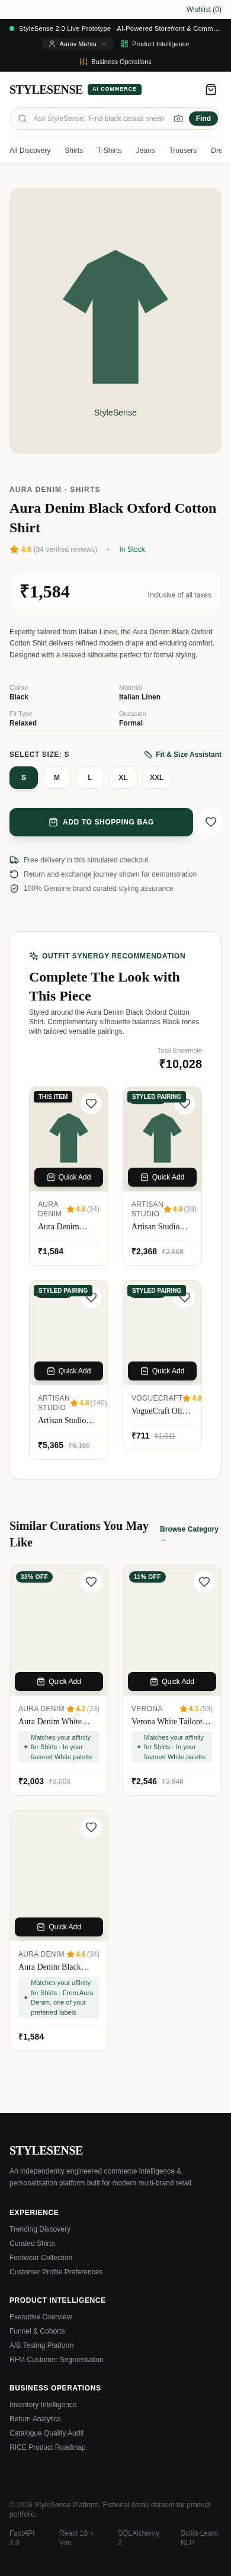 Wishlist (0)
StyleSense 2.0 Live Prototype · AI-Powered Storefront & Comm...
Aarav Mehta
Product Intelligence
Business Operations
STYLESENSE
AI COMMERCE
Ask StyleSense: 'Find black casual sneak
Find
All Discovery Shirts T-Shirts Jeans Trousers Dre
StyleSense
AURA DENIM · SHIRTS
Aura Denim Black Oxford Cotton
Shirt
4.6 (34 verified reviews) · In Stock
₹1,584
Inclusive of all taxes
Expertly tailored from Italian Linen, the Aura Denim Black Oxford
Cotton Shirt delivers refined modern drape and enduring comfort.
Designed with a relaxed silhouette perfect for formal styling.
Colour Material
Black Italian Linen
Fit Type Occasion
Relaxed Formal
SELECT SIZE: S
Fit & Size Assistant
S M L XL XXL
ADD TO SHOPPING BAG
Free delivery in this simulated checkout
Return and exchange journey shown for demonstration
100% Genuine brand curated styling assurance
OUTFIT SYNERGY RECOMMENDATION
Complete The Look with
This Piece
Styled around the Aura Denim Black Oxford Cotton
Shirt. Complementary silhouette balances Black tones
with tailored versatile pairings.
Total Ensemble
₹10,028
THIS ITEM
Quick Add
AURA
DENIM
4.6 (34)
Aura Denim...
₹1,584
STYLED PAIRING
Quick Add
ARTISAN
STUDIO
4.9 (39)
Artisan Studio...
₹2,368 ₹2,668
STYLED PAIRING
Quick Add
ARTISAN
STUDIO
4.8 (140)
Artisan Studio...
₹5,365 ₹6,165
STYLED PAIRING
Quick Add
VOGUECRAFT 4.8
VogueCraft Oli...
₹711 ₹1,011
Similar Curations You May
Like
Browse Category
→
33% OFF
Quick Add
AURA DENIM 4.2 (23)
Aura Denim White...
✦ Matches your affinity
for Shirts · In your
favored White palette
₹2,003 ₹3,003
11% OFF
Quick Add
VERONA 4.1 (53)
Verona White Tailore...
✦ Matches your affinity
for Shirts · In your
favored White palette
₹2,546 ₹2,846
Quick Add
AURA DENIM 4.6 (34)
Aura Denim Black...
✦ Matches your affinity
for Shirts · From Aura
Denim, one of your
preferred labels
₹1,584
STYLESENSE
An independently engineered commerce intelligence &
personalisation platform built for modern multi-brand retail.
EXPERIENCE
Trending Discovery
Curated Shirts
Footwear Collection
Customer Profile Preferences
PRODUCT INTELLIGENCE
Executive Overview
Funnel & Cohorts
A/B Testing Platform
RFM Customer Segmentation
BUSINESS OPERATIONS
Inventory Intelligence
Return Analytics
Catalogue Quality Audit
RICE Product Roadmap
© 2026 StyleSense Platform. Fictional demo dataset for product
portfolio.
FastAPI 2.0 · React 18 + Vite · SQLAlchemy 2 · Scikit-Learn NLP